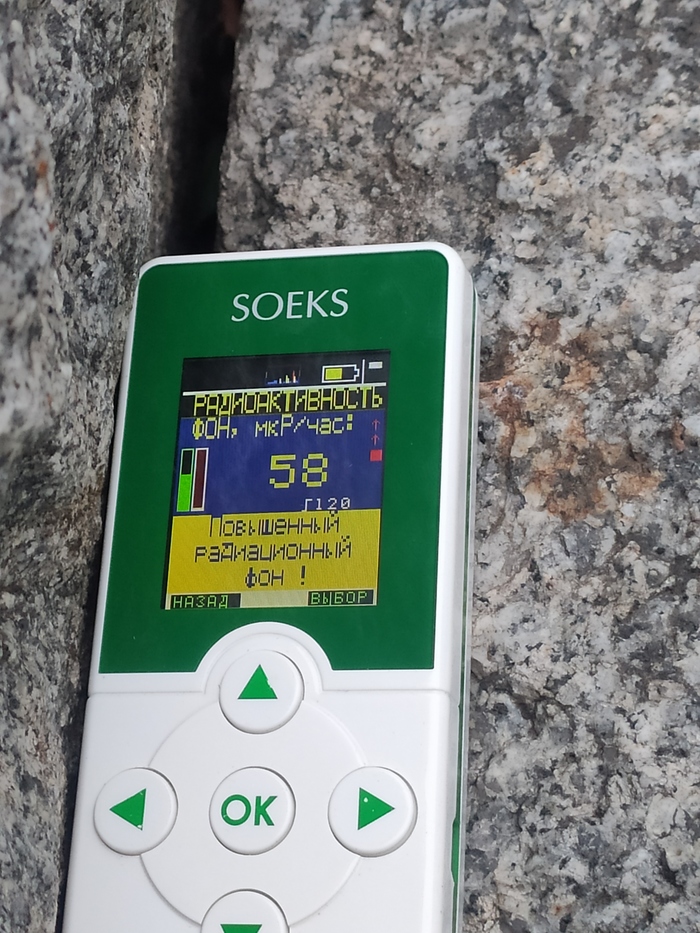 SOEKS
РАДИОАКТИВНОСТЬ
ФОН, мкР/час:
58
120
Повышенный
радиационный
фон !
НАЗАД ВЫБОР
OK